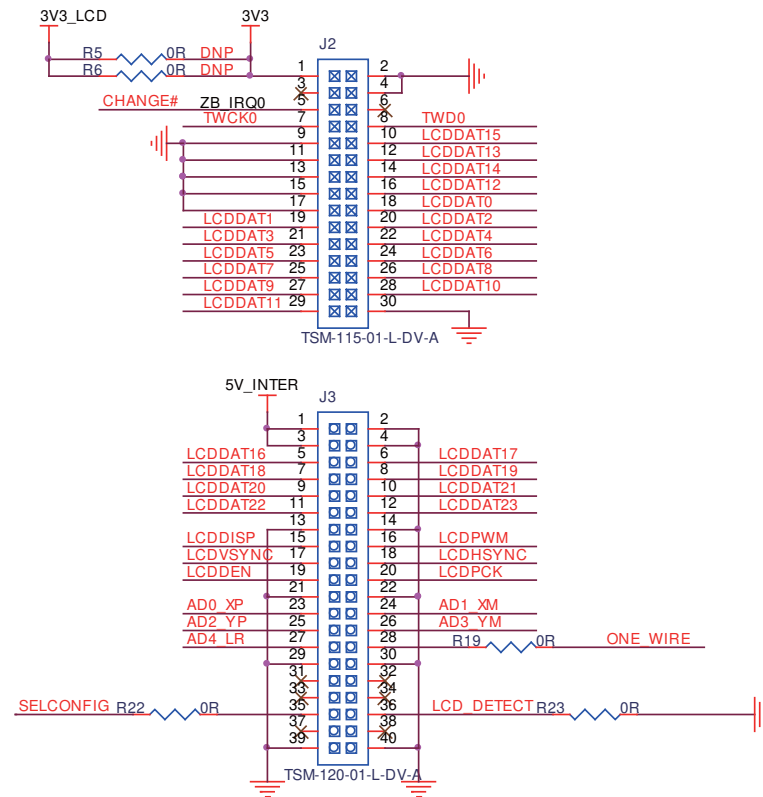 3V3_LCD 3V3
J2
R5 0R DNP
R6 0R DNP
1 2
3 4
CHANGE# ZB_IRQ0 5 6
TWCK0 7 8 TWD0
9 10 LCDDAT15
11 12 LCDDAT13
13 14 LCDDAT14
15 16 LCDDAT12
17 18 LCDDAT0
LCDDAT1 19 20 LCDDAT2
LCDDAT3 21 22 LCDDAT4
LCDDAT5 23 24 LCDDAT6
LCDDAT7 25 26 LCDDAT8
LCDDAT9 27 28 LCDDAT10
LCDDAT11 29 30
TSM-115-01-L-DV-A
5V_INTER
J3
1 2
3 4
LCDDAT16 5 6 LCDDAT17
LCDDAT18 7 8 LCDDAT19
LCDDAT20 9 10 LCDDAT21
LCDDAT22 11 12 LCDDAT23
13 14
LCDDISP 15 16 LCDPWM
LCDVSYNC 17 18 LCDHSYNC
LCDDEN 19 20 LCDPCK
21 22
AD0_XP 23 24 AD1_XM
AD2_YP 25 26 AD3_YM
AD4_LR 27 28 R19 0R ONE_WIRE
29 30
31 32
33 34
SELCONFIG R22 0R 35 36 LCD_DETECT R23 0R
37 38
39 40
TSM-120-01-L-DV-A